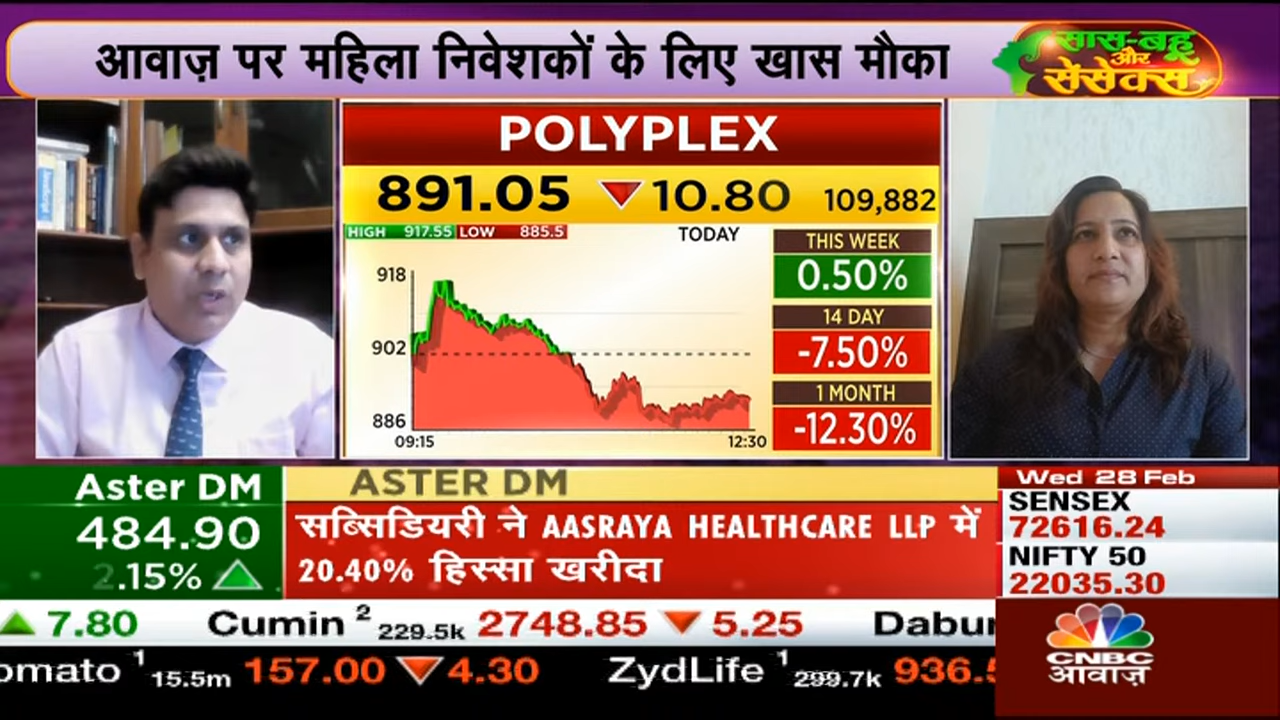 आवाज़ पर महिला निवेशकों के लिए खास मौका
सास-बहू
और
सेंसेक्स
POLYPLEX
891.05 10.80 109,882
HIGH 917.55 LOW 885.5
TODAY
918
902
886
09:15 12:30
THIS WEEK
0.50%
14 DAY
-7.50%
1 MONTH
-12.30%
Aster DM
484.90
2.15%
ASTER DM
सब्सिडियरी ने AASRAYA HEALTHCARE LLP में
20.40% हिस्सा खरीदा
Wed 28 Feb
SENSEX
72616.24
NIFTY 50
22035.30
7.80 Cumin 2 229.5k 2748.85 5.25 Dabur
omato 1 15.5m 157.00 4.30 ZydLife 1 299.7k 936.5
CNBC
आवाज़